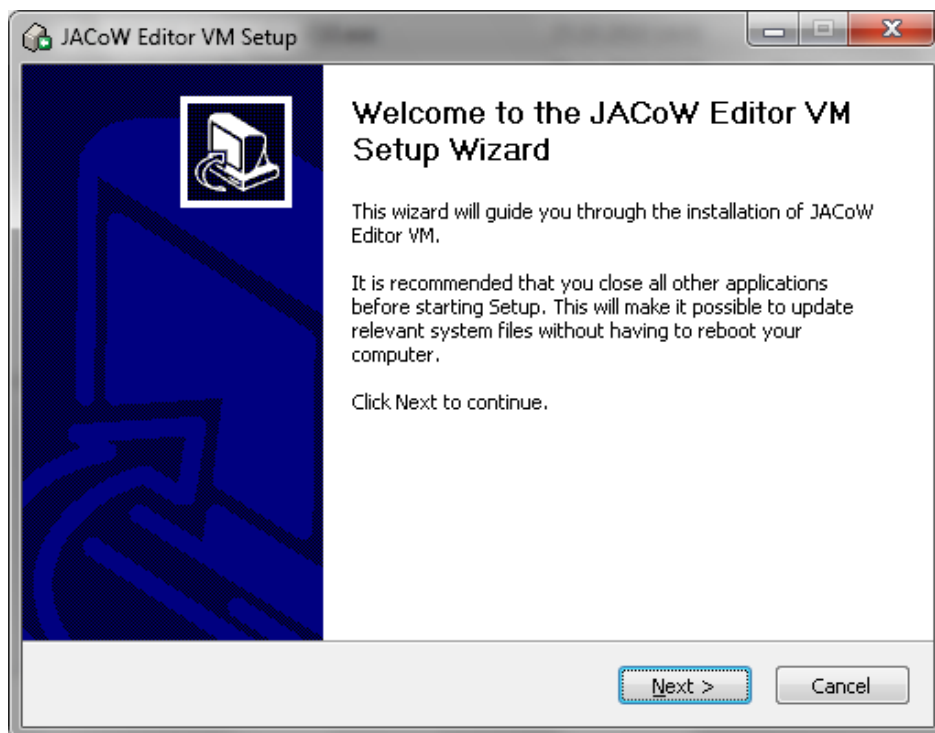 JACoW Editor VM Setup
Welcome to the JACoW Editor VM
Setup Wizard
This wizard will guide you through the installation of JACoW
Editor VM.
It is recommended that you close all other applications
before starting Setup. This will make it possible to update
relevant system files without having to reboot your
computer.
Click Next to continue.
Next >
Cancel